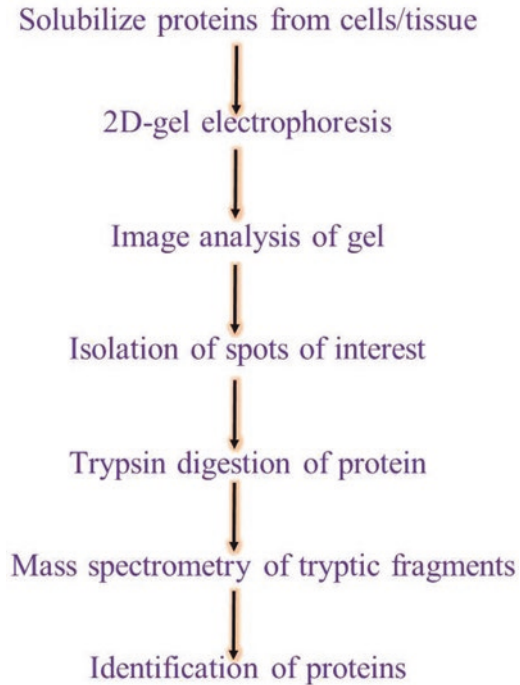 Solubilize proteins from cells/tissue
2D-gel electrophoresis
Image analysis of gel
Isolation of spots of interest
Trypsin digestion of protein
Mass spectrometry of tryptic fragments
Identification of proteins